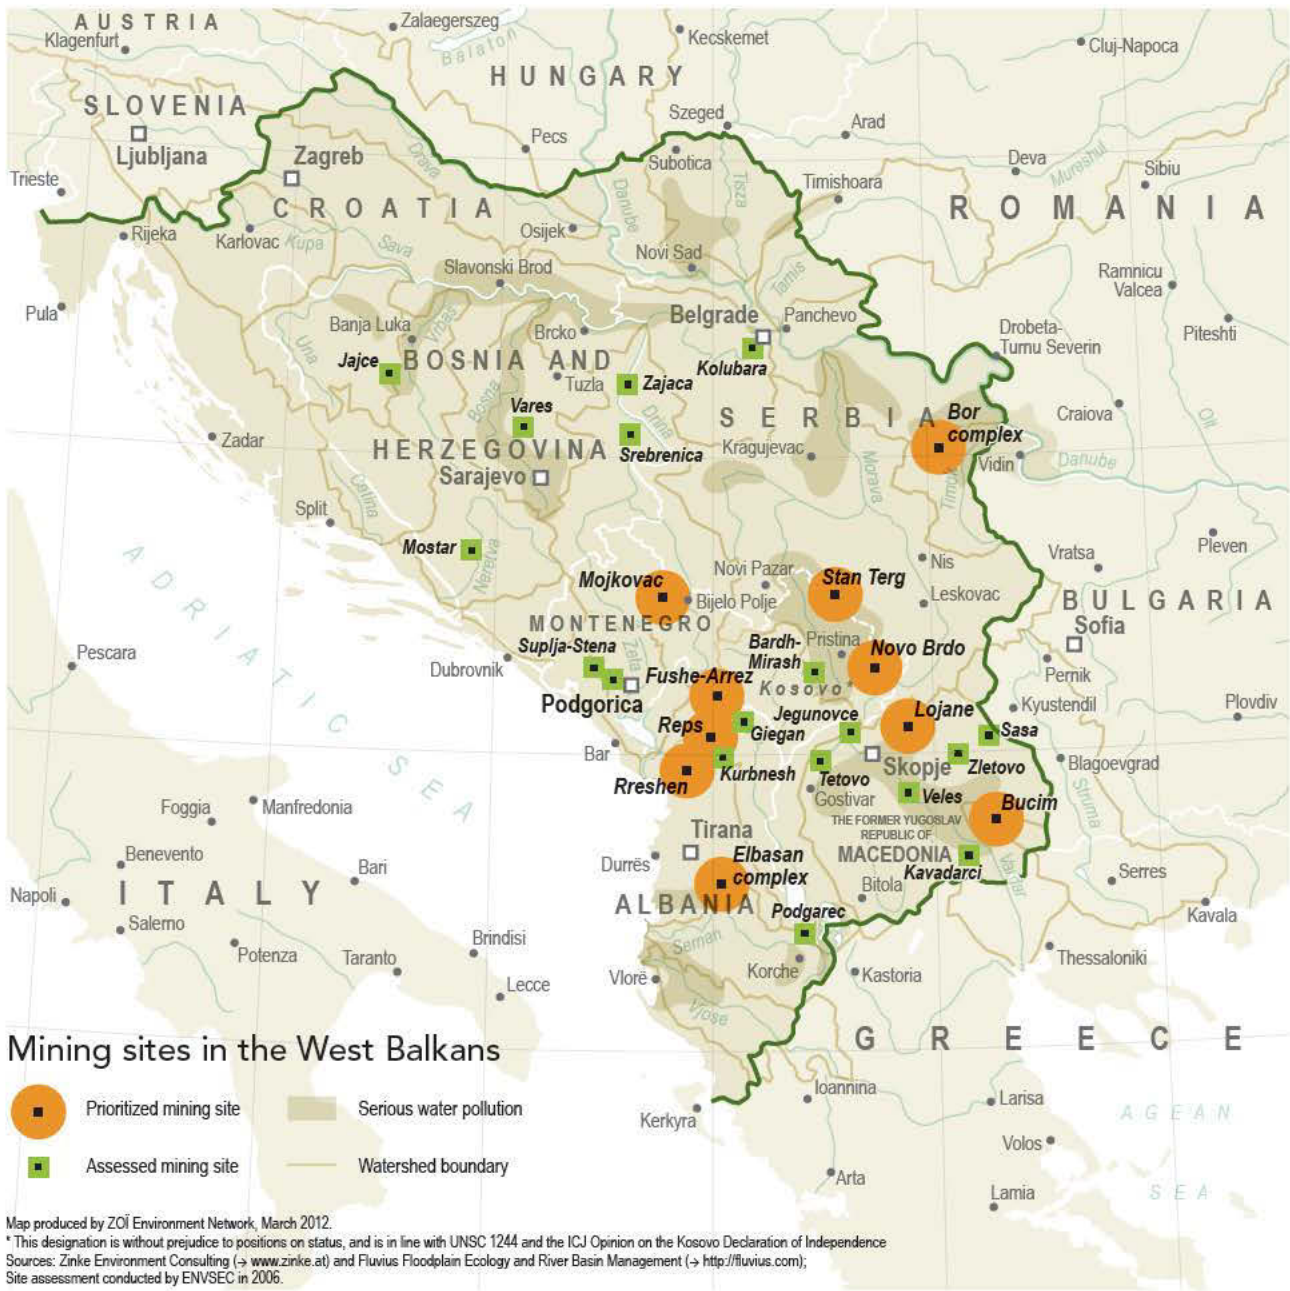 AUSTRIA
Klagenfurt
Zalaegerszeg
Balaton
Kecskemet
Cluj-Napoca
HUNGARY
SLOVENIA
Ljubljana
Szeged
Arad
Pecs
Zagreb
Drava
Subotica
Deva
Mureshul
Sibiu
Trieste
Danube
Tisza
Timishoara
ROMANIA
CROATIA
Rijeka
Karlovac
Kupa
Sava
Osijek
Novi Sad
Tamis
Slavonski Brod
Ramnicu
Valcea
Pula
Banja Luka
Vrbas
Una
Brcko
Belgrade
Panchevo
Drobeta-
Turnu Severin
Piteshti
Jajce
BOSNIA AND
Tuzla
Zajaca
Kolubara
Bosna
Vares
Drina
SERBIA
Bor
complex
Craiova
Olt
Zadar
HERZEGOVINA
Srebrenica
Kragujevac
Morava
Timok
Vidin
Danube
Sarajevo
Cetina
Split
Mostar
Neretva
Nis
Vratsa
Pleven
ADRIATIC SEA
Mojkovac
Novi Pazar
Stan Terg
Bijelo Polje
Leskovac
BULGARIA
Sofia
MONTENEGRO
Pescara
Dubrovnik
Suplja-Stena
Zeta
Bardh-
Mirash
Pristina
Novo Brdo
Pernik
Fushe-Arrez
Kosovo*
Podgorica
Kyustendil
Plovdiv
Reps
Giegan
Jegunovce
Lojane
Sasa
Bar
Kurbnesh
Rreshen
Tetovo
Skopje
Zletovo
Blagoevgrad
Gostivar
Veles
Bucim
Struma
Foggia
Manfredonia
Tirana
THE FORMER YUGOSLAV
REPUBLIC OF
MACEDONIA
Kavadarci
Vardar
Benevento
Bari
Durrës
Elbasan
complex
Serres
Napoli
ITALY
Bitola
ALBANIA
Podgarec
Kavala
Salerno
Potenza
Taranto
Brindisi
Seman
Korche
Kastoria
Thessaloniki
Lecce
Vlorë
Vjose
GREECE
Mining sites in the West Balkans
Prioritized mining site
Serious water pollution
Assessed mining site
Watershed boundary
Kerkyra
Ioannina
Larisa
AGEAN
SEA
Volos
Arta
Lamia
Map produced by ZOÏ Environment Network, March 2012.
* This designation is without prejudice to positions on status, and is in line with UNSC 1244 and the ICJ Opinion on the Kosovo Declaration of Independence
Sources: Zinke Environment Consulting (→ www.zinke.at) and Fluvius Floodplain Ecology and River Basin Management (→ http://fluvius.com);
Site assessment conducted by ENVSEC in 2006.